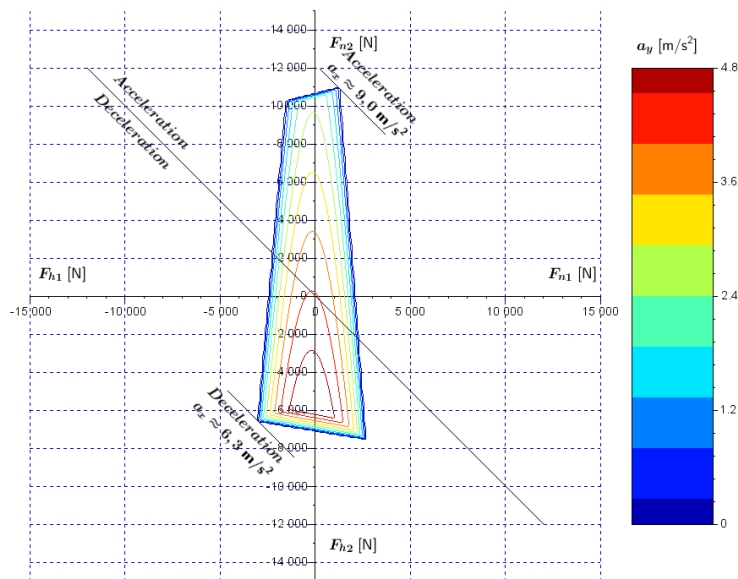 14 000
F_n2 [N]
a_y [m/s²]
12 000
Acceleration
a_x ≈ 9,0 m/s²
4.8
10 000
Acceleration
Deceleration
8 000
6 000
3.6
4 000
2 000
F_h1 [N]
F_n1 [N]
0
2.4
-15 000
-10 000
-5 000
0
5 000
10 000
15 000
-2 000
-4 000
Deceleration
a_x ≈ 6,3 m/s²
-6 000
1.2
-8 000
-10 000
-12 000
0
F_h2 [N]
-14 000